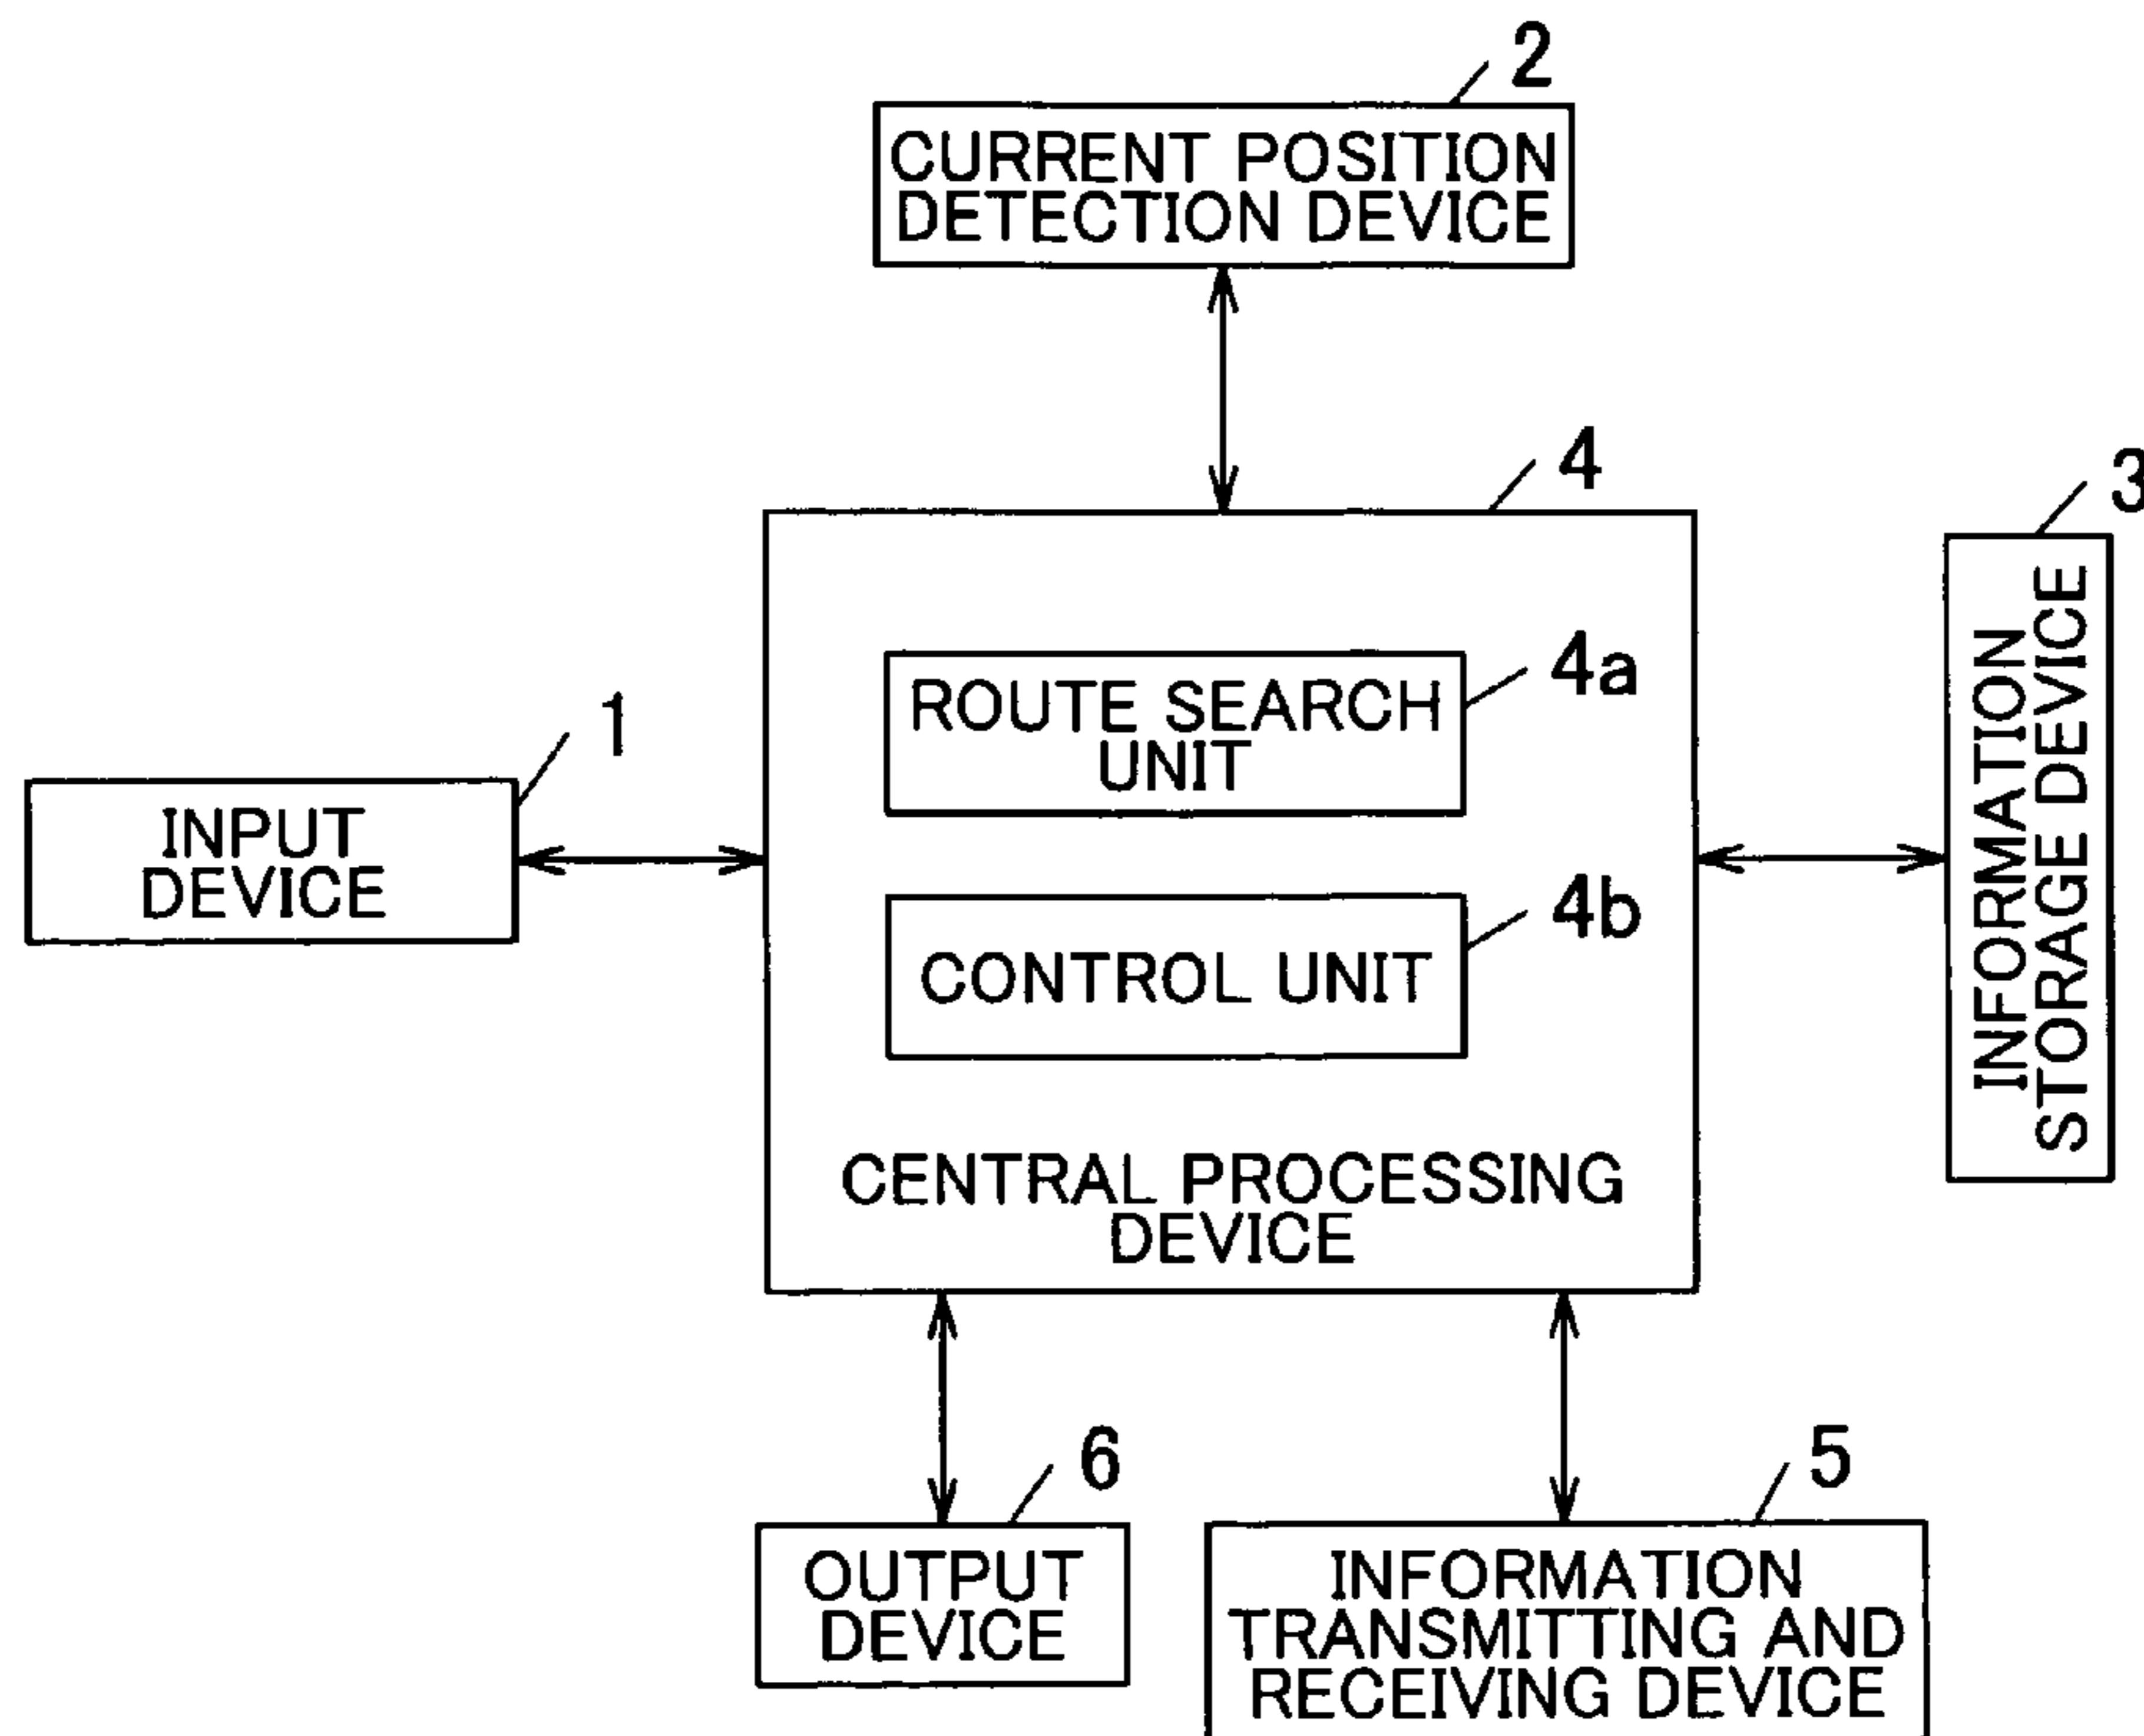 2
CURRENT POSITION
DETECTION DEVICE
4
3
INFORMATION
STORAGE DEVICE
4a
ROUTE SEARCH
UNIT
1
INPUT
DEVICE
4b
CONTROL UNIT
CENTRAL PROCESSING
DEVICE
6
OUTPUT
DEVICE
5
INFORMATION
TRANSMITTING AND
RECEIVING DEVICE